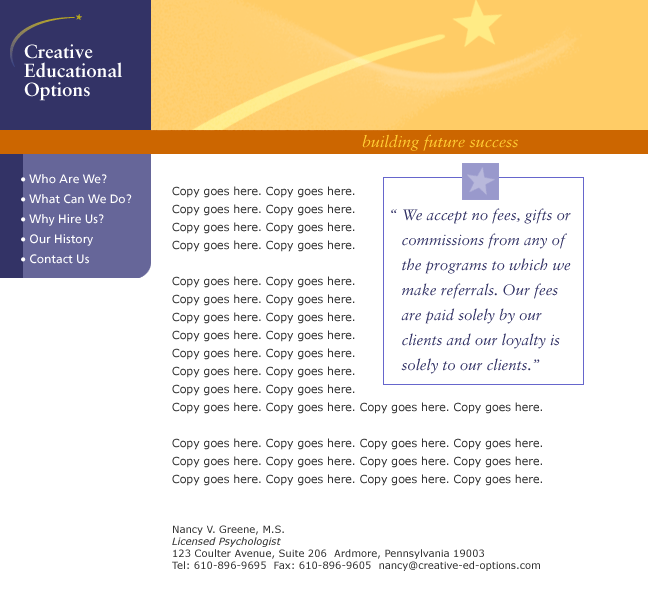 Creative
Educational
Options
building future success
• Who Are We?
• What Can We Do?
• Why Hire Us?
• Our History
• Contact Us
Copy goes here. Copy goes here.
Copy goes here. Copy goes here.
Copy goes here. Copy goes here.
Copy goes here. Copy goes here.
Copy goes here. Copy goes here.
Copy goes here. Copy goes here.
Copy goes here. Copy goes here.
Copy goes here. Copy goes here.
Copy goes here. Copy goes here.
Copy goes here. Copy goes here.
Copy goes here. Copy goes here.
Copy goes here. Copy goes here. Copy goes here. Copy goes here.
Copy goes here. Copy goes here. Copy goes here. Copy goes here.
Copy goes here. Copy goes here. Copy goes here. Copy goes here.
Copy goes here. Copy goes here. Copy goes here. Copy goes here.
“ We accept no fees, gifts or
commissions from any of
the programs to which we
make referrals. Our fees
are paid solely by our
clients and our loyalty is
solely to our clients.”
Nancy V. Greene, M.S.
Licensed Psychologist
123 Coulter Avenue, Suite 206  Ardmore, Pennsylvania 19003
Tel: 610-896-9695  Fax: 610-896-9605  nancy@creative-ed-options.com